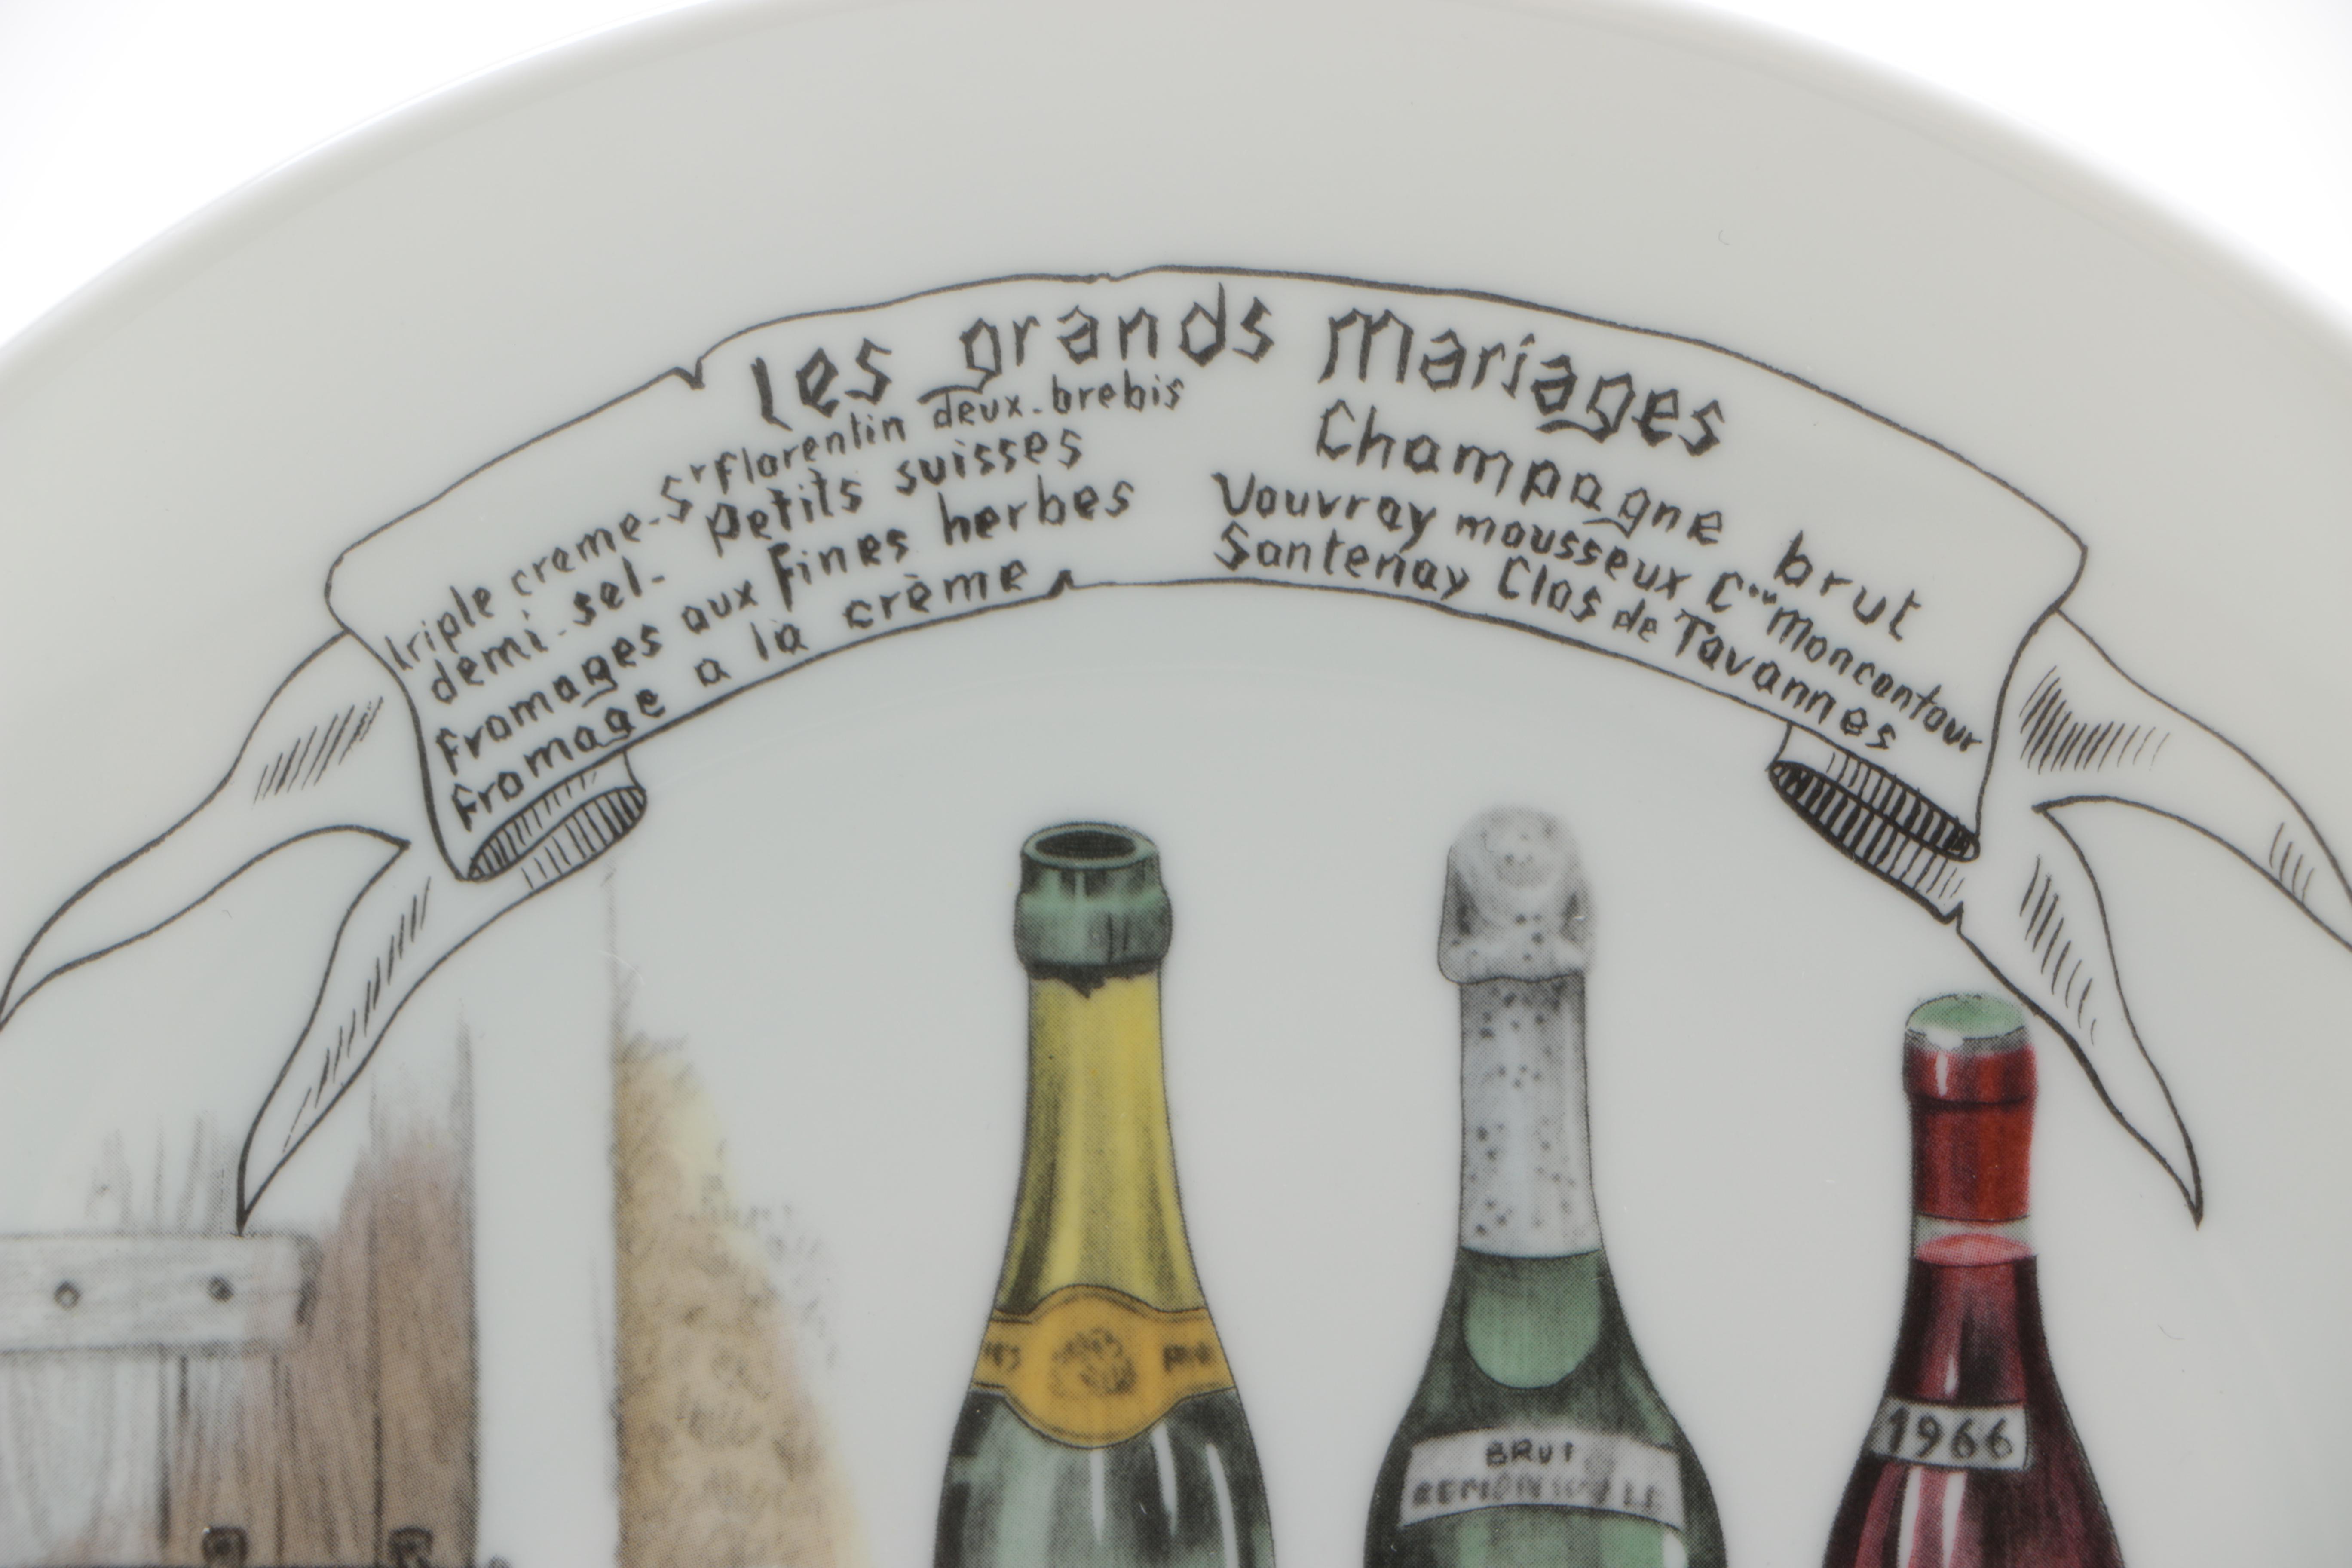 les grands mariages
triple creme-Sᵗ florentin deux-brebis
demi-sel- petits suisses
fromages aux fines herbes
fromage a la crème
Champagne brut
Vouvray mousseux Cᵉᵃᵘ Moncontour
Santenay Clos de Tavannes
BRUT
1966